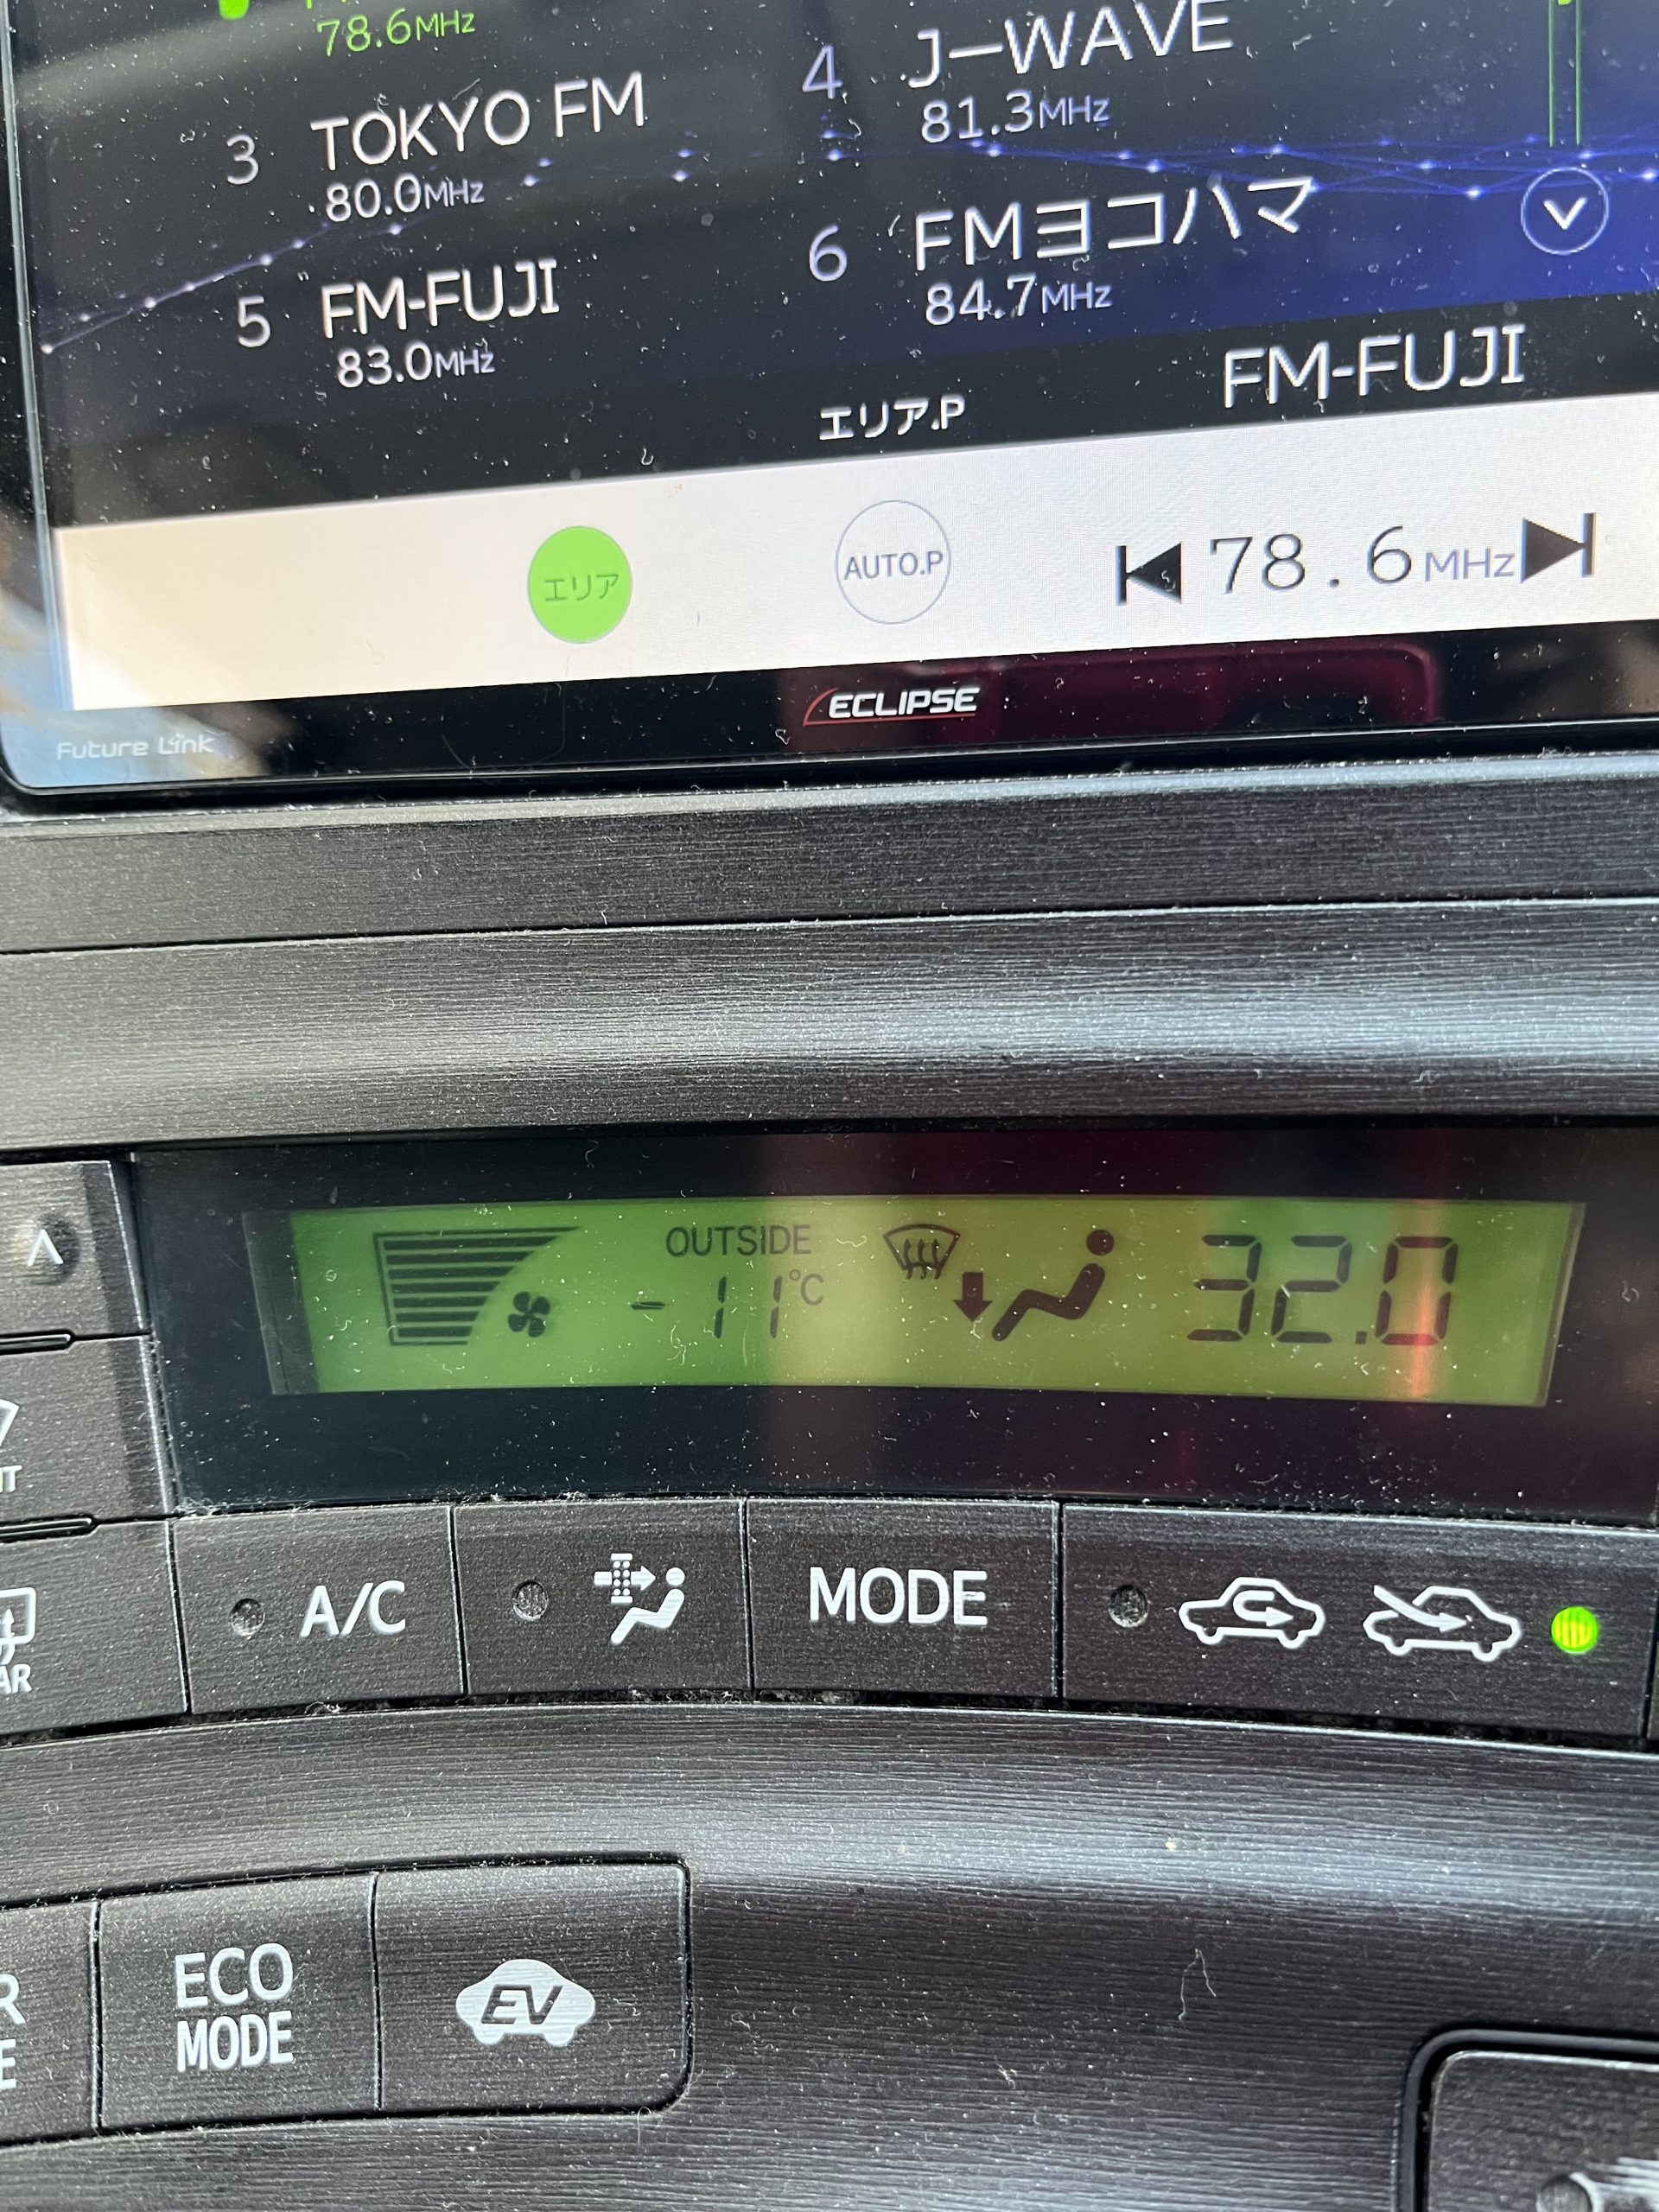 78.6MHz
3 TOKYO FM
80.0MHz
4 J-WAVE
81.3MHz
5 FM-FUJI
83.0MHz
6 FMヨコハマ
84.7MHz
エリア.P
FM-FUJI
エリア
AUTO.P
78.6MHz
ECLIPSE
Future Link
OUTSIDE
-11°C
32.0
A/C
MODE
ECO
MODE
EV